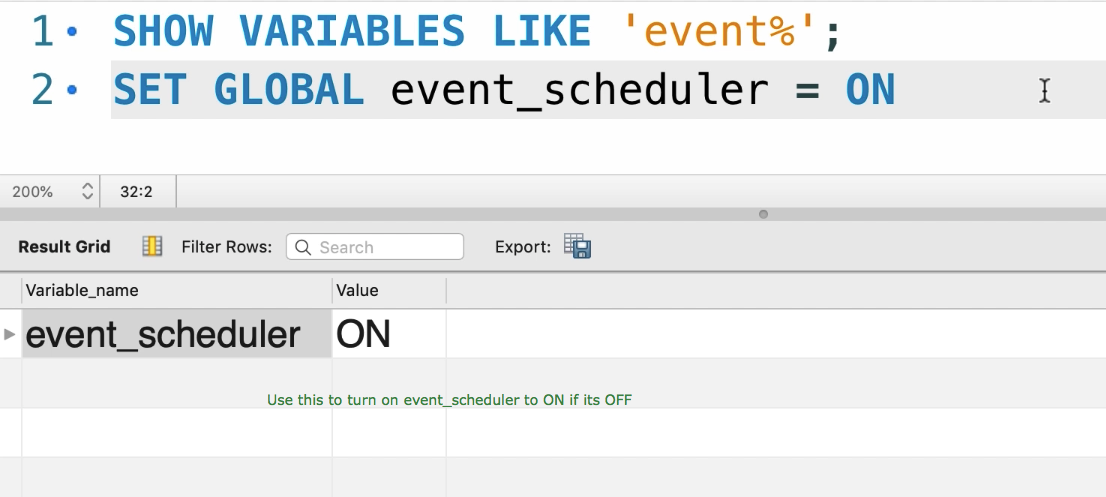 1 SHOW VARIABLES LIKE 'event%';
2 SET GLOBAL event_scheduler = ON
200% 32:2
Result Grid Filter Rows: Search Export:
Variable_name Value
event_scheduler ON
Use this to turn on event_scheduler to ON if its OFF